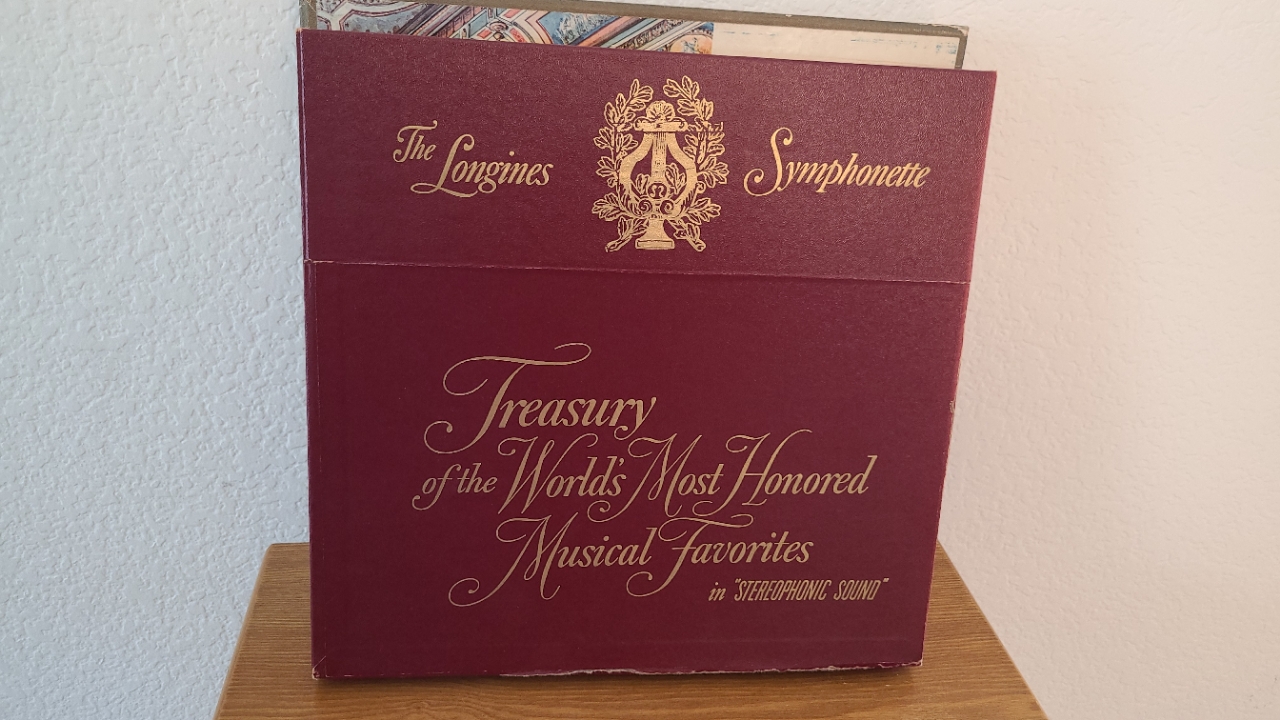 The Longines Symphonette
Treasury
of the World's Most Honored
Musical Favorites
in "STEREOPHONIC SOUND"